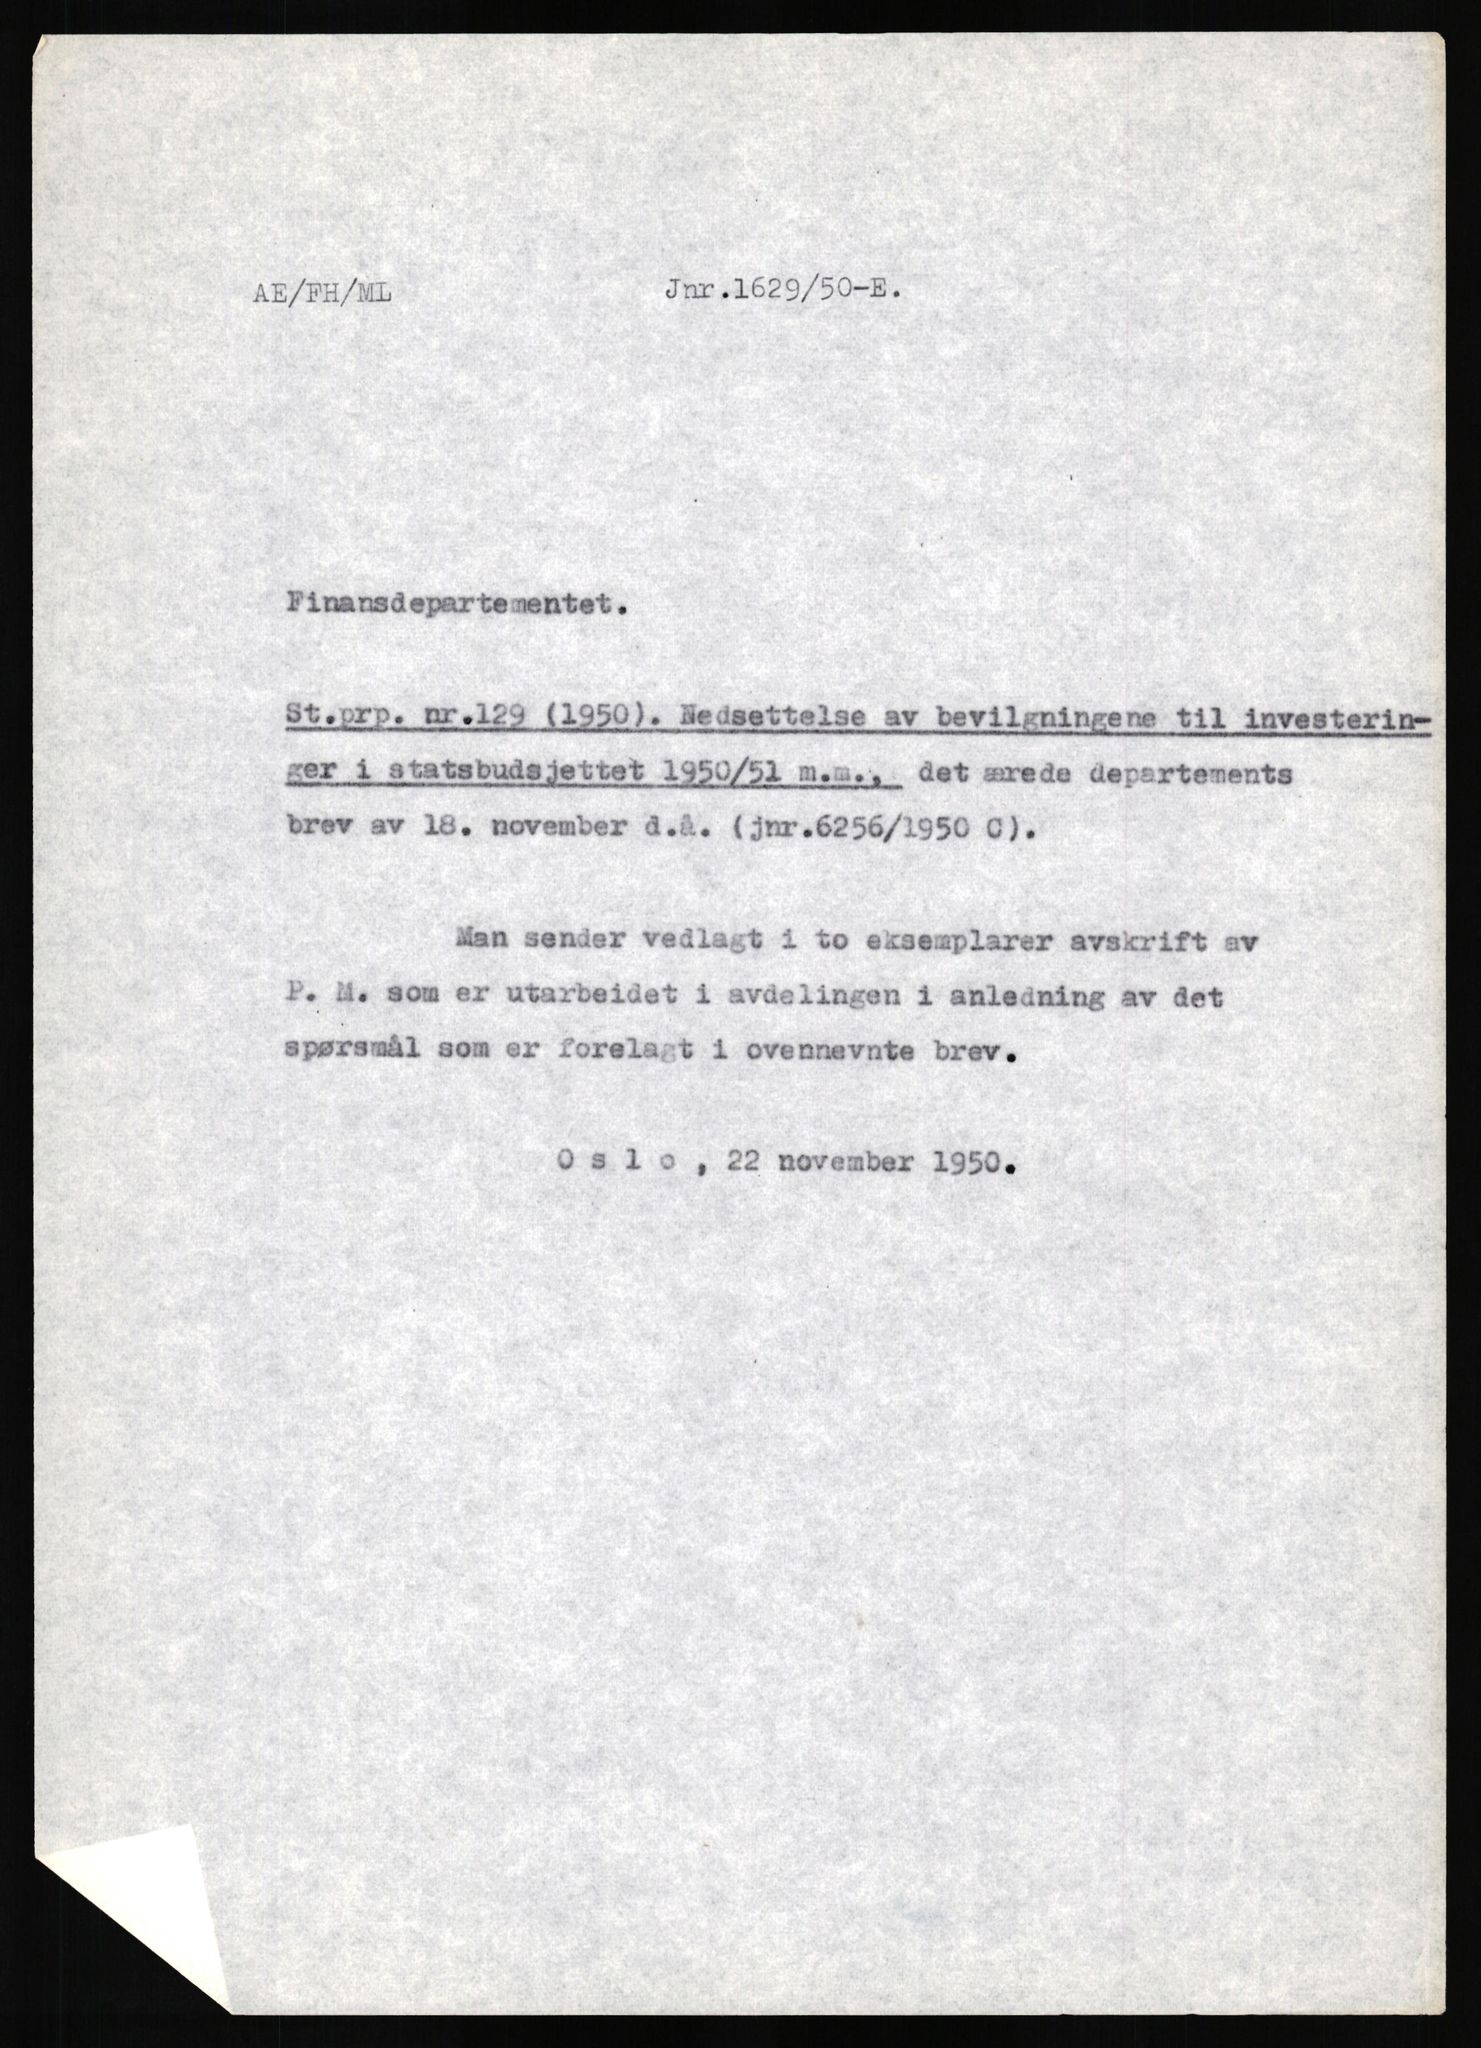 AE/FH/ML Jnr.1629/50-E.
Finansdepartementet.
St.prp. nr.129 (1950). Nedsettelse av bevilgningene til investerin-
ger i statsbudsjettet 1950/51 m.m., det ærede departements
brev av 18. november d.å. (jnr.6256/1950 C).
Man sender vedlagt i to eksemplarer avskrift av
P. M. som er utarbeidet i avdelingen i anledning av det
spørsmål som er forelagt i ovennevnte brev.
O s l o , 22 november 1950.